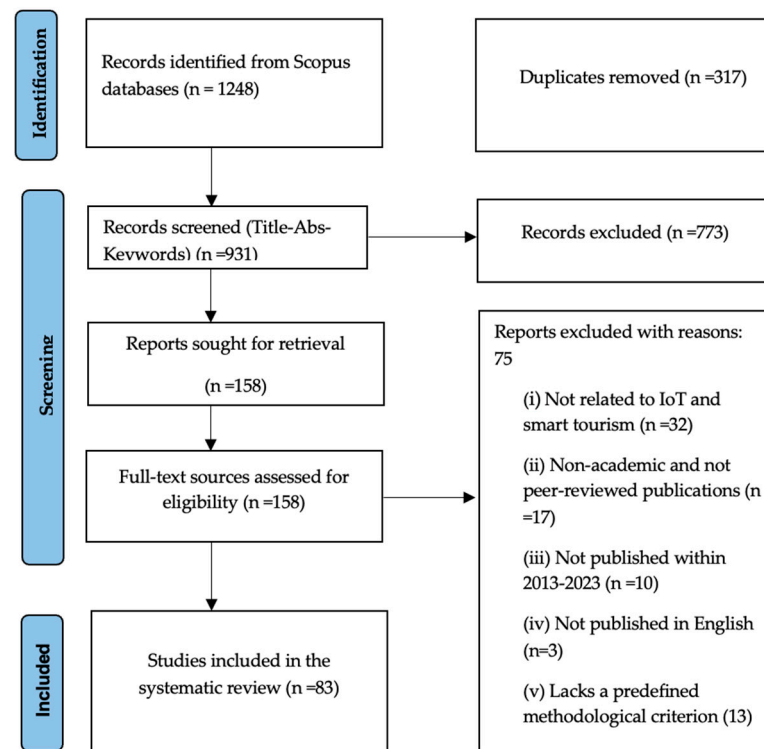 Identification
Records identified from Scopus
databases (n = 1248)
Duplicates removed (n =317)
Screening
Records screened (Title-Abs-
Keywords) (n =931)
Records excluded (n =773)
Reports sought for retrieval
(n =158)
Full-text sources assessed for
eligibility (n =158)
Reports excluded with reasons:
75
(i) Not related to IoT and
smart tourism (n =32)
(ii) Non-academic and not
peer-reviewed publications (n
=17)
(iii) Not published within
2013-2023 (n =10)
(iv) Not published in English
(n=3)
(v) Lacks a predefined
methodological criterion (13)
Included
Studies included in the
systematic review (n =83)